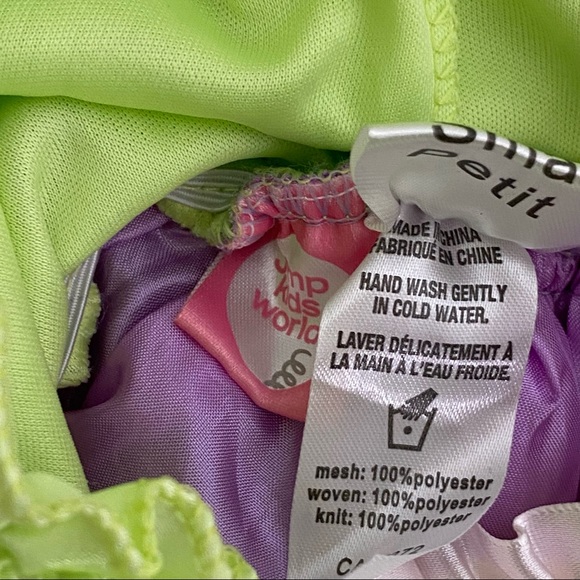 Petit
MADE IN CHINA
FABRIQUÉ EN CHINE
HAND WASH GENTLY
IN COLD WATER.
LAVER DÉLICATEMENT À
LA MAIN À L'EAU FROIDE.
mesh: 100%polyester
woven: 100%polyester
knit: 100%polyester
kids
world